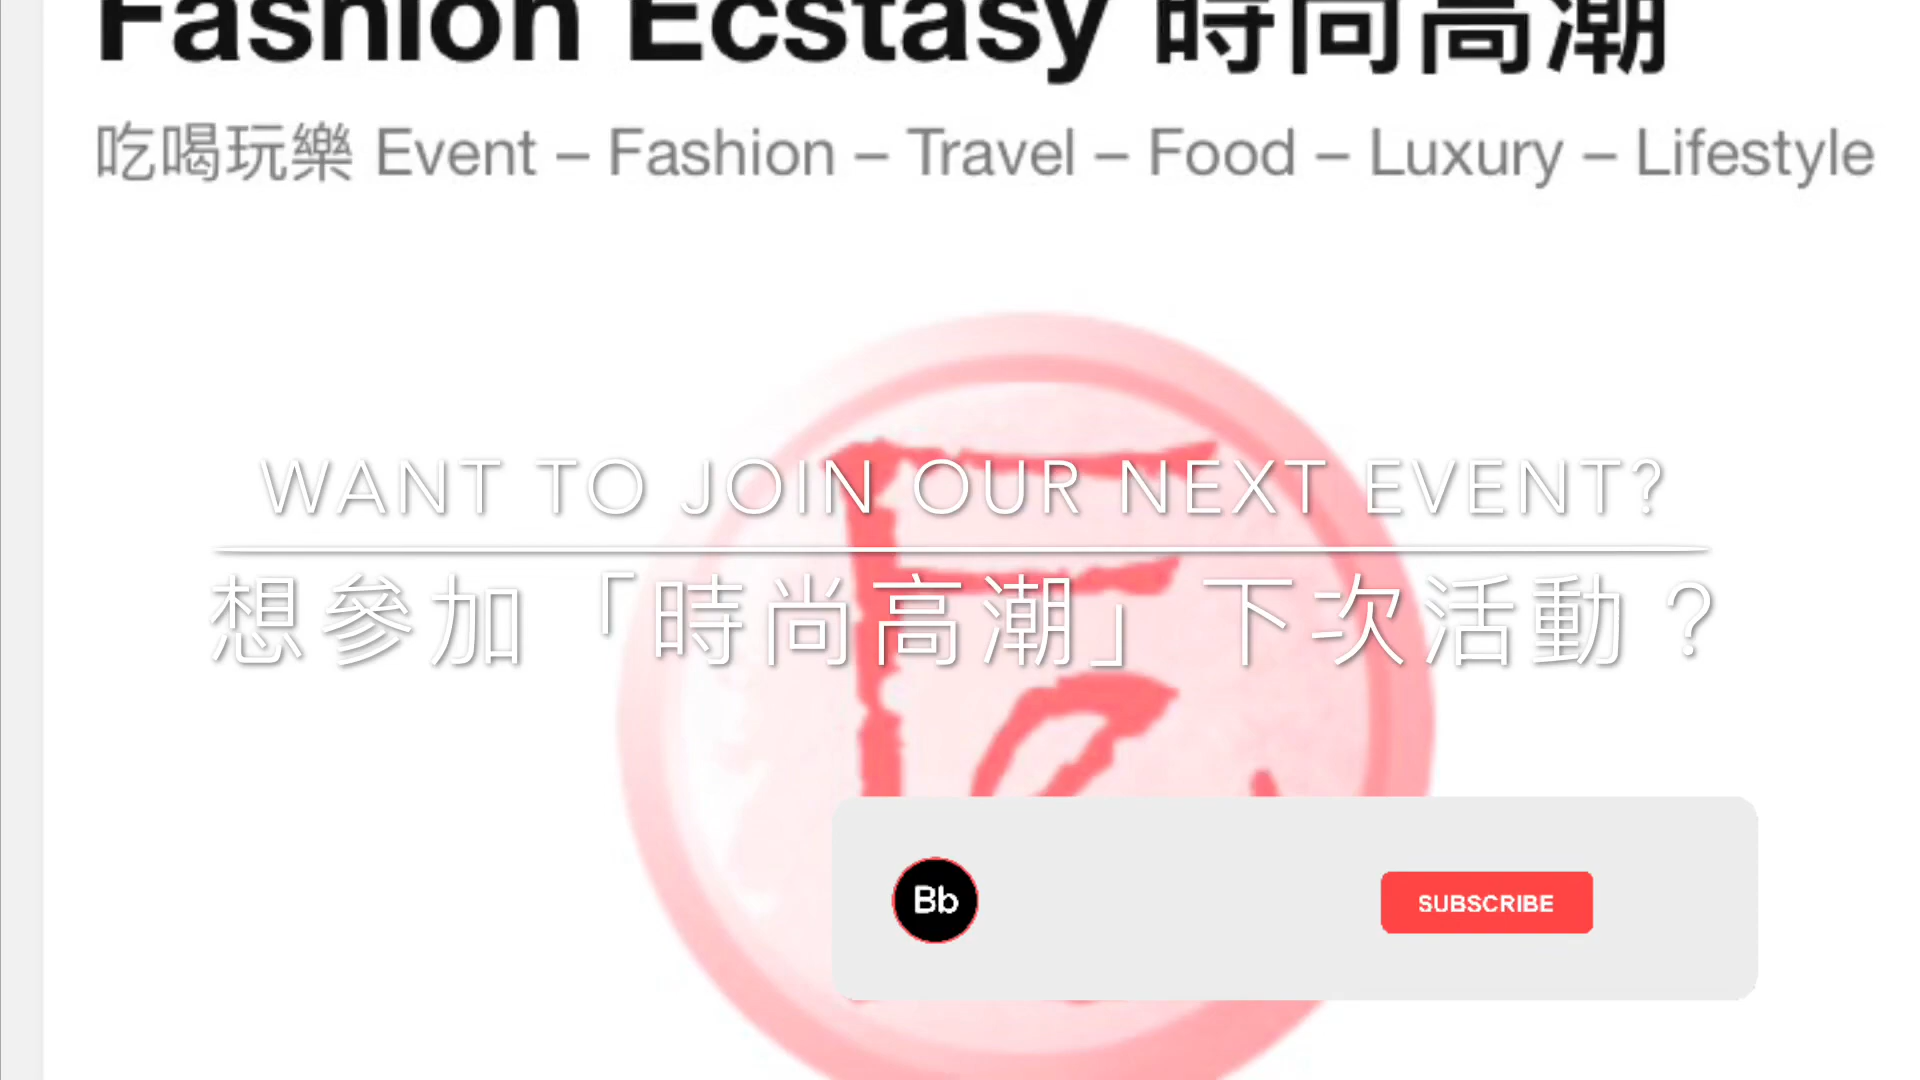 Fashion Ecstasy 時尚高潮
吃喝玩樂 Event – Fashion – Travel – Food – Luxury – Lifestyle
WANT TO JOIN OUR NEXT EVENT?
想參加「時尚高潮」下次活動？
Bb
SUBSCRIBE